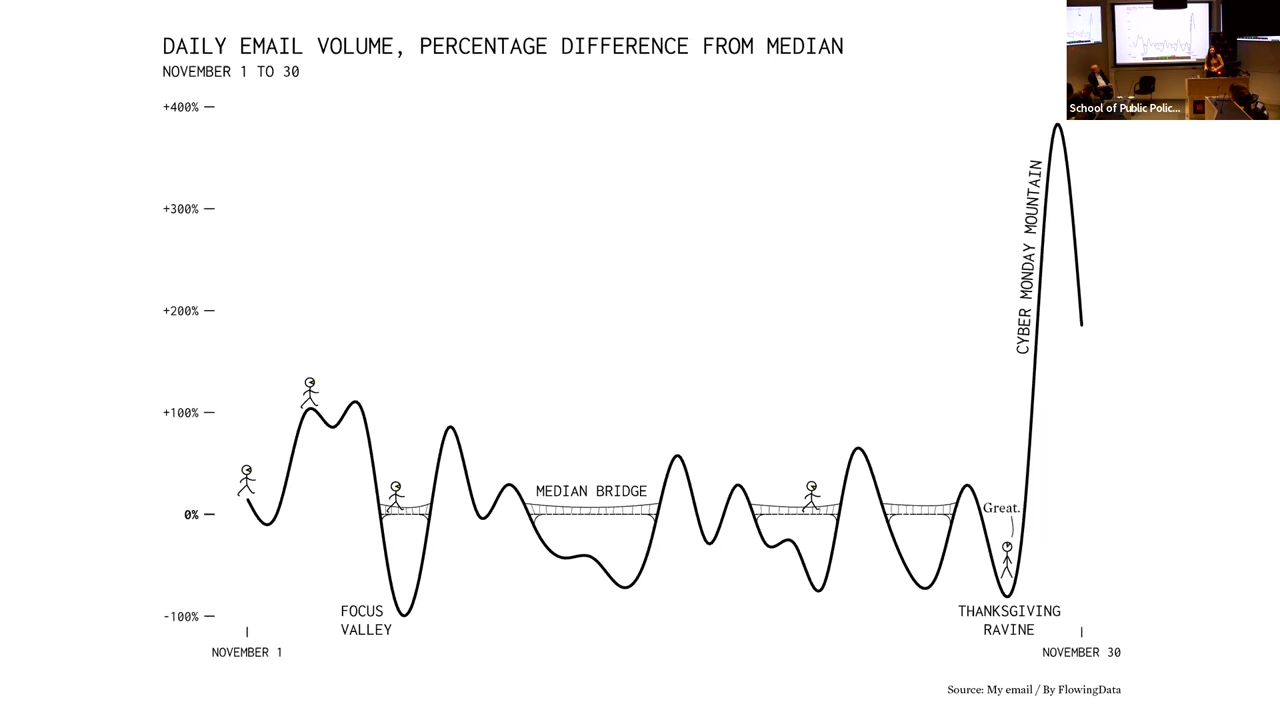 DAILY EMAIL VOLUME, PERCENTAGE DIFFERENCE FROM MEDIAN
NOVEMBER 1 TO 30
School of Public Polic...
+400%
+300%
+200%
+100%
0%
-100%
CYBER MONDAY MOUNTAIN
MEDIAN BRIDGE
Great.
FOCUS
VALLEY
THANKSGIVING
RAVINE
NOVEMBER 1
NOVEMBER 30
Source: My email / By FlowingData